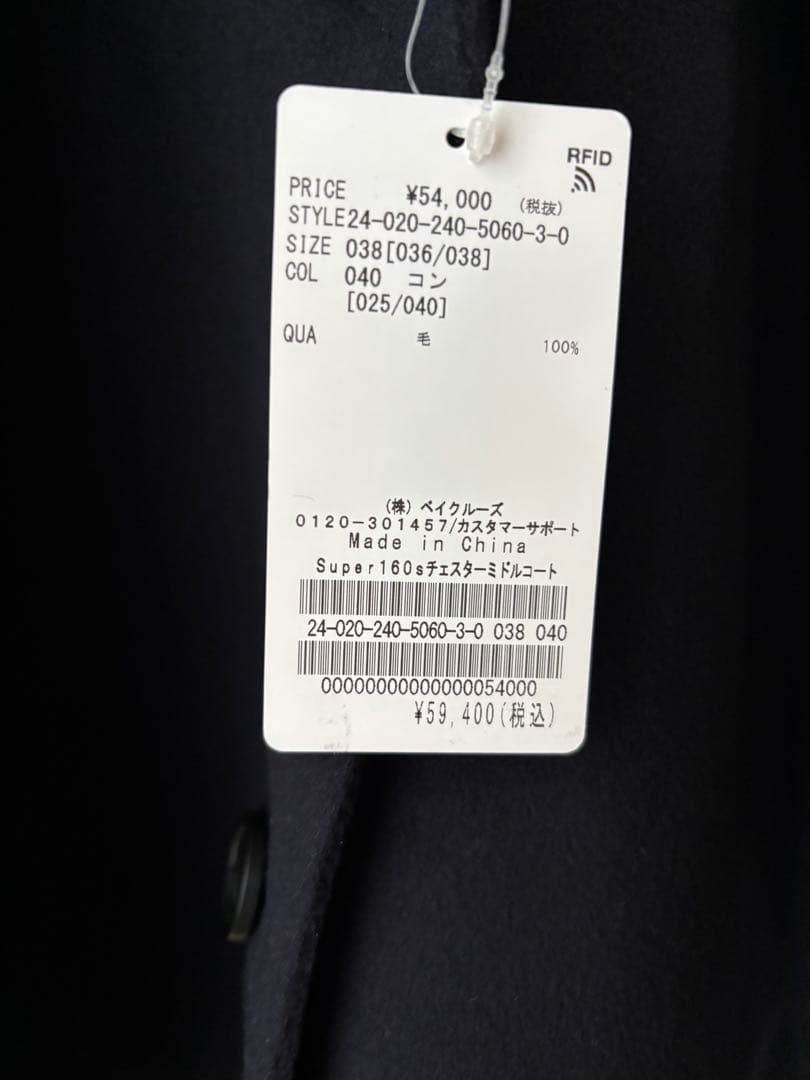 RFID
PRICE ¥54,000 (税抜)
STYLE24-020-240-5060-3-0
SIZE 038[036/038]
COL 040 コン
[025/040]
QUA 毛 100%
(株) ベイクルーズ
0120-301457/カスタマーサポート
Made in China
Super160sチェスターミドルコート
24-020-240-5060-3-0 038 040
00000000000000054000
¥59,400(税込)